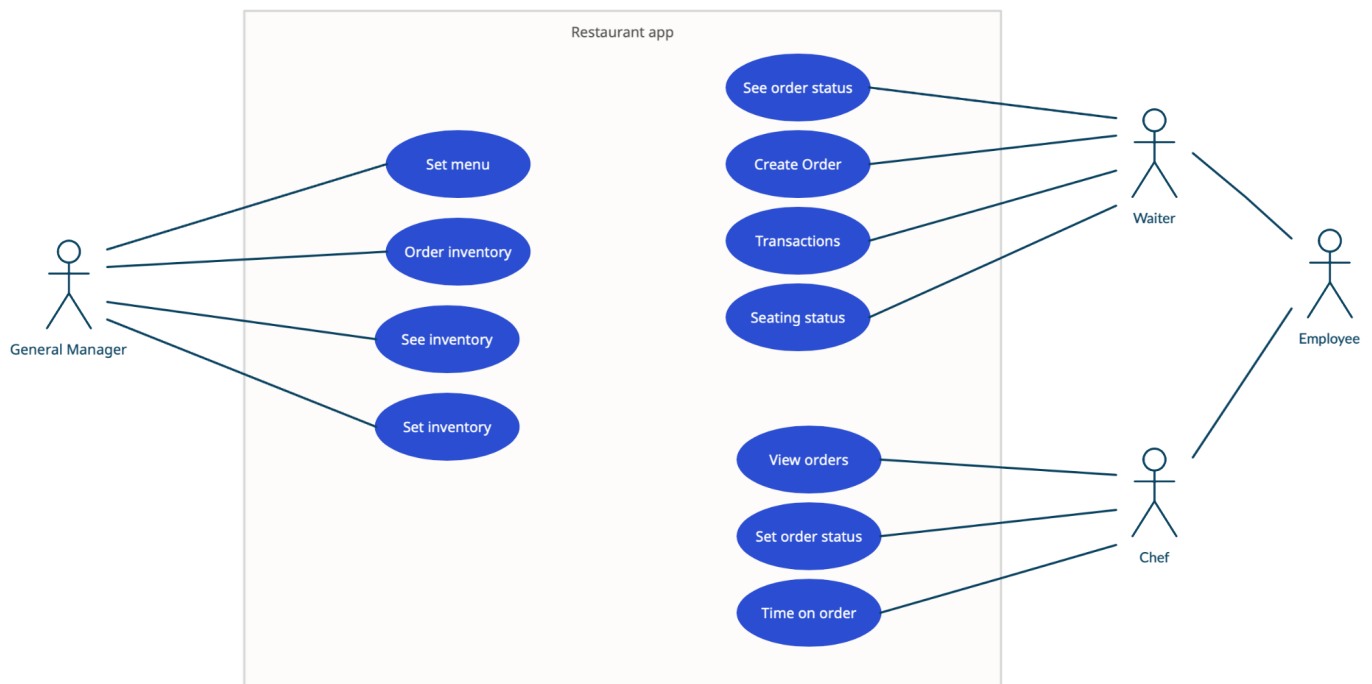 Restaurant app
See order status
Set menu
Create Order
Waiter
Order inventory
Transactions
General Manager
See inventory
Seating status
Employee
Set inventory
View orders
Set order status
Chef
Time on order